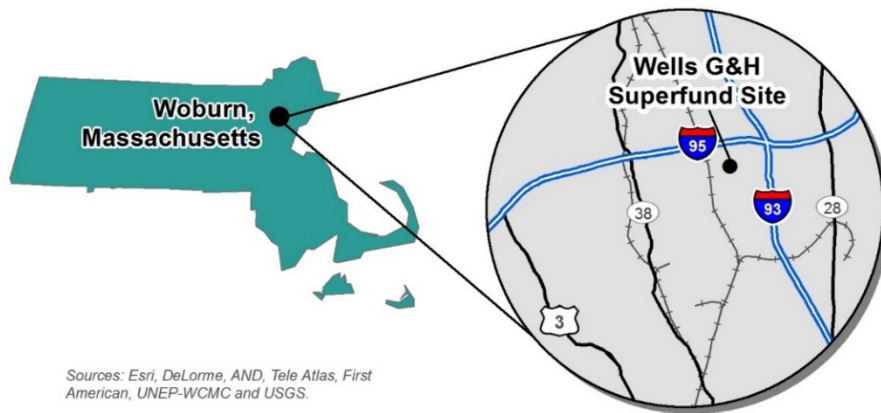 Woburn,
Massachusetts
Wells G&H
Superfund Site
95
38
93
28
3
Sources: Esri, DeLorme, AND, Tele Atlas, First
American, UNEP-WCMC and USGS.